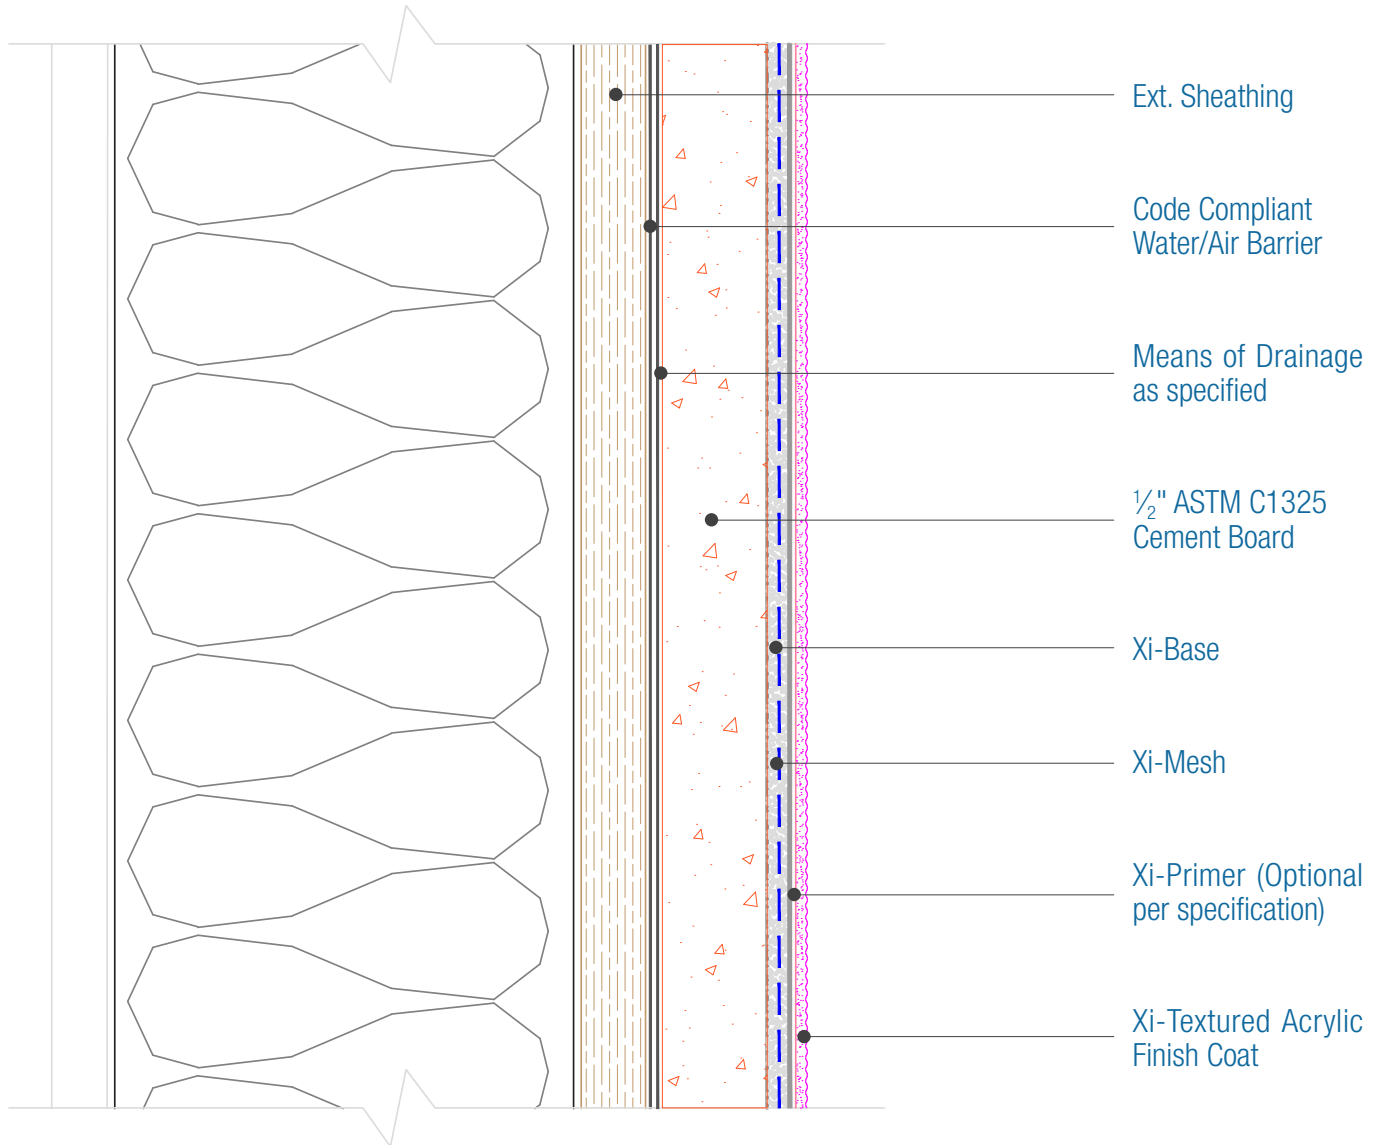 Ext. Sheathing
Code Compliant
Water/Air Barrier
Means of Drainage
as specified
½" ASTM C1325
Cement Board
Xi-Base
Xi-Mesh
Xi-Primer (Optional
per specification)
Xi-Textured Acrylic
Finish Coat